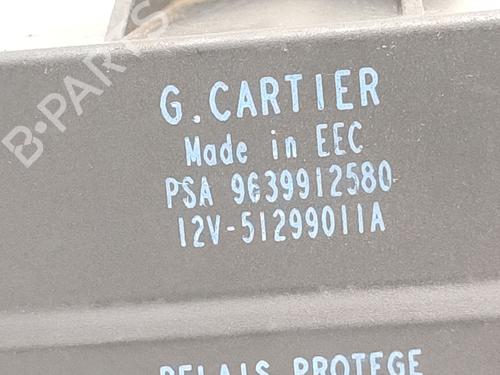 G.CARTIER
Made in EEC
PSA 9639912580
12V-51299011A
RELAIS PROTEGE
B-PARTS